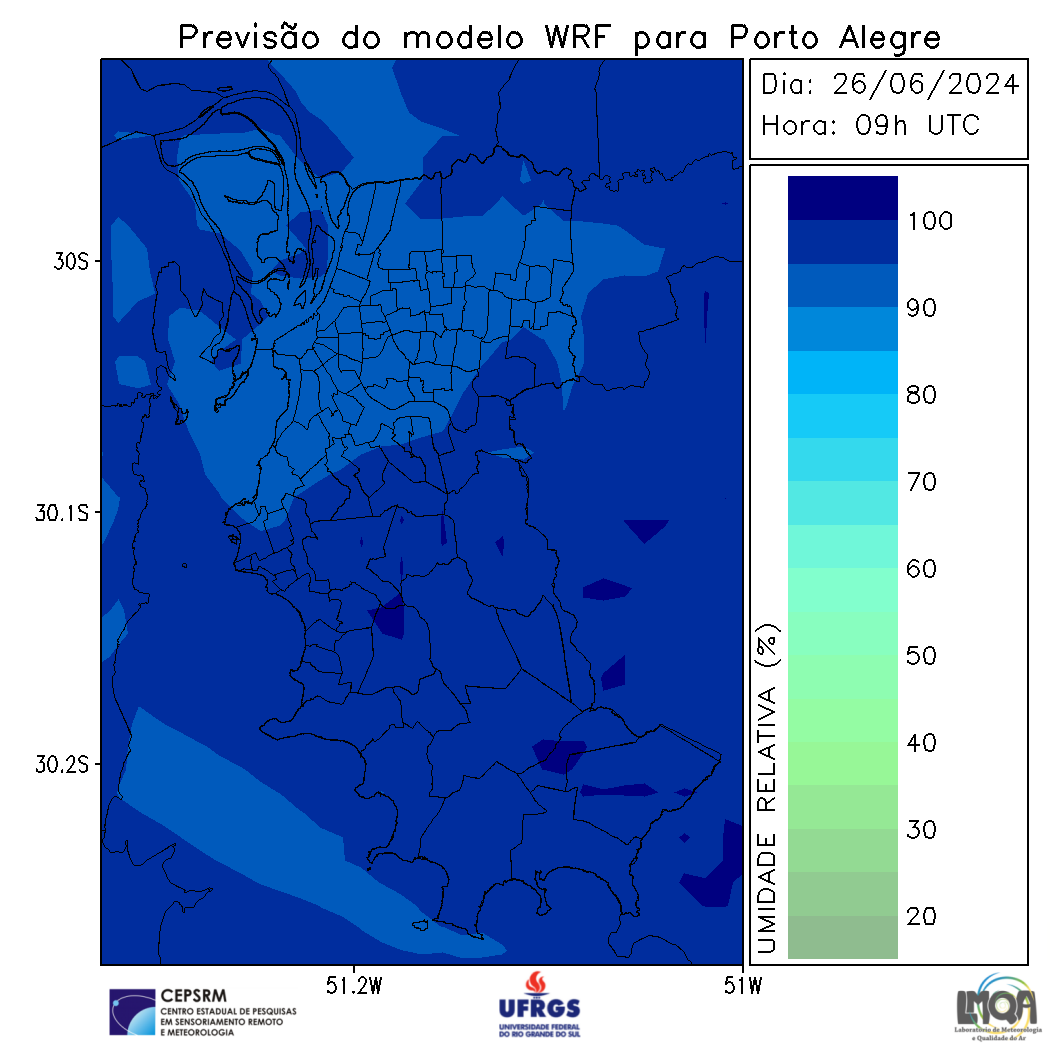 Previsão do modelo WRF para Porto Alegre
Dia: 26/06/2024
Hora: 09h UTC
100
90
80
70
60
50
40
30
20
UMIDADE RELATIVA (%)
30S
30.1S
30.2S
51.2W
51W
CEPSRM
CENTRO ESTADUAL DE PESQUISAS
EM SENSORIAMENTO REMOTO
E METEOROLOGIA
UFRGS
UNIVERSIDADE FEDERAL
DO RIO GRANDE DO SUL
LMQA
Laboratório de Meteorologia
e Qualidade do Ar